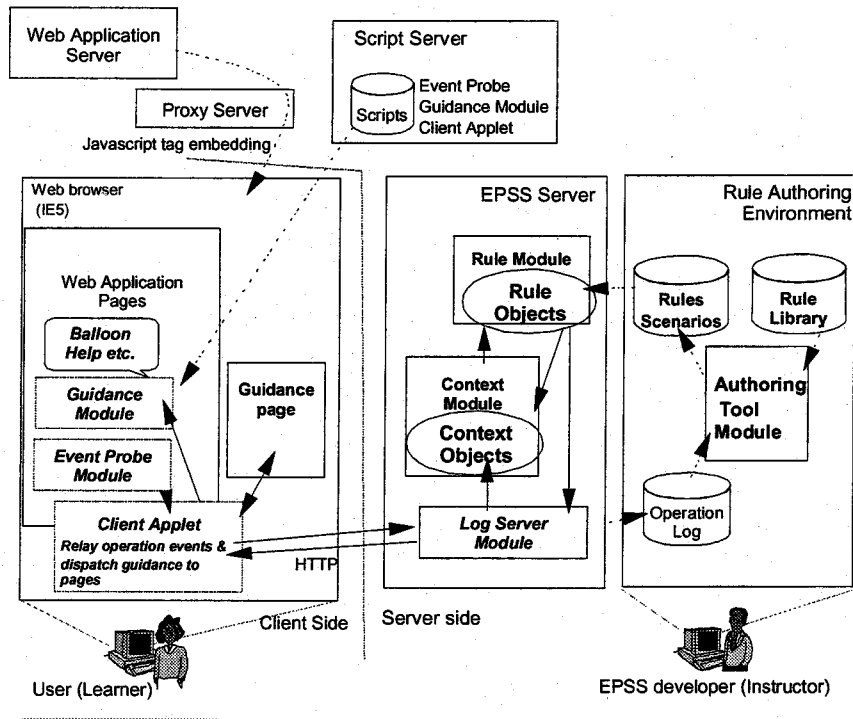 Web Application
Server
Proxy Server
Javascript tag embedding
Script Server
Scripts
Event Probe
Guidance Module
Client Applet
Web browser
(IE5)
Web Application
Pages
Balloon
Help etc.
Guidance
Module
Event Probe
Module
Client Applet
Relay operation events &
dispatch guidance to
pages
Guidance
page
HTTP
Client Side
User (Learner)
EPSS Server
Rule Module
Rule
Objects
Context
Module
Context
Objects
Log Server
Module
Server side
Rule Authoring
Environment
Rules
Scenarios
Rule
Library
Authoring
Tool
Module
Operation
Log
EPSS developer (Instructor)